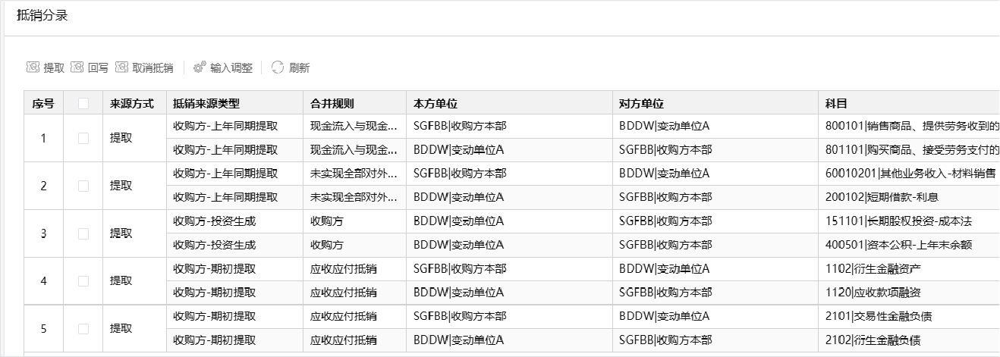 抵销分录
提取 回写 取消抵销 输入调整 刷新
序号 来源方式 抵销来源类型 合并规则 本方单位 对方单位 科目
1 提取 收购方-上年同期提取 现金流入与现金... SGFBB|收购方本部 BDDW|变动单位A 800101|销售商品、提供劳务收到的
收购方-上年同期提取 现金流入与现金... BDDW|变动单位A SGFBB|收购方本部 801101|购买商品、接受劳务支付的
2 提取 收购方-上年同期提取 未实现全部对外... SGFBB|收购方本部 BDDW|变动单位A 60010201|其他业务收入-材料销售
收购方-上年同期提取 未实现全部对外... BDDW|变动单位A SGFBB|收购方本部 200102|短期借款-利息
3 提取 收购方-投资生成 收购方 BDDW|变动单位A SGFBB|收购方本部 151101|长期股权投资-成本法
收购方-投资生成 收购方 BDDW|变动单位A SGFBB|收购方本部 400501|资本公积-上年末余额
4 提取 收购方-期初提取 应收应付抵销 SGFBB|收购方本部 BDDW|变动单位A 1102|衍生金融资产
收购方-期初提取 应收应付抵销 BDDW|变动单位A SGFBB|收购方本部 1120|应收款项融资
5 提取 收购方-期初提取 应收应付抵销 SGFBB|收购方本部 BDDW|变动单位A 2101|交易性金融负债
收购方-期初提取 应收应付抵销 BDDW|变动单位A SGFBB|收购方本部 2102|衍生金融负债